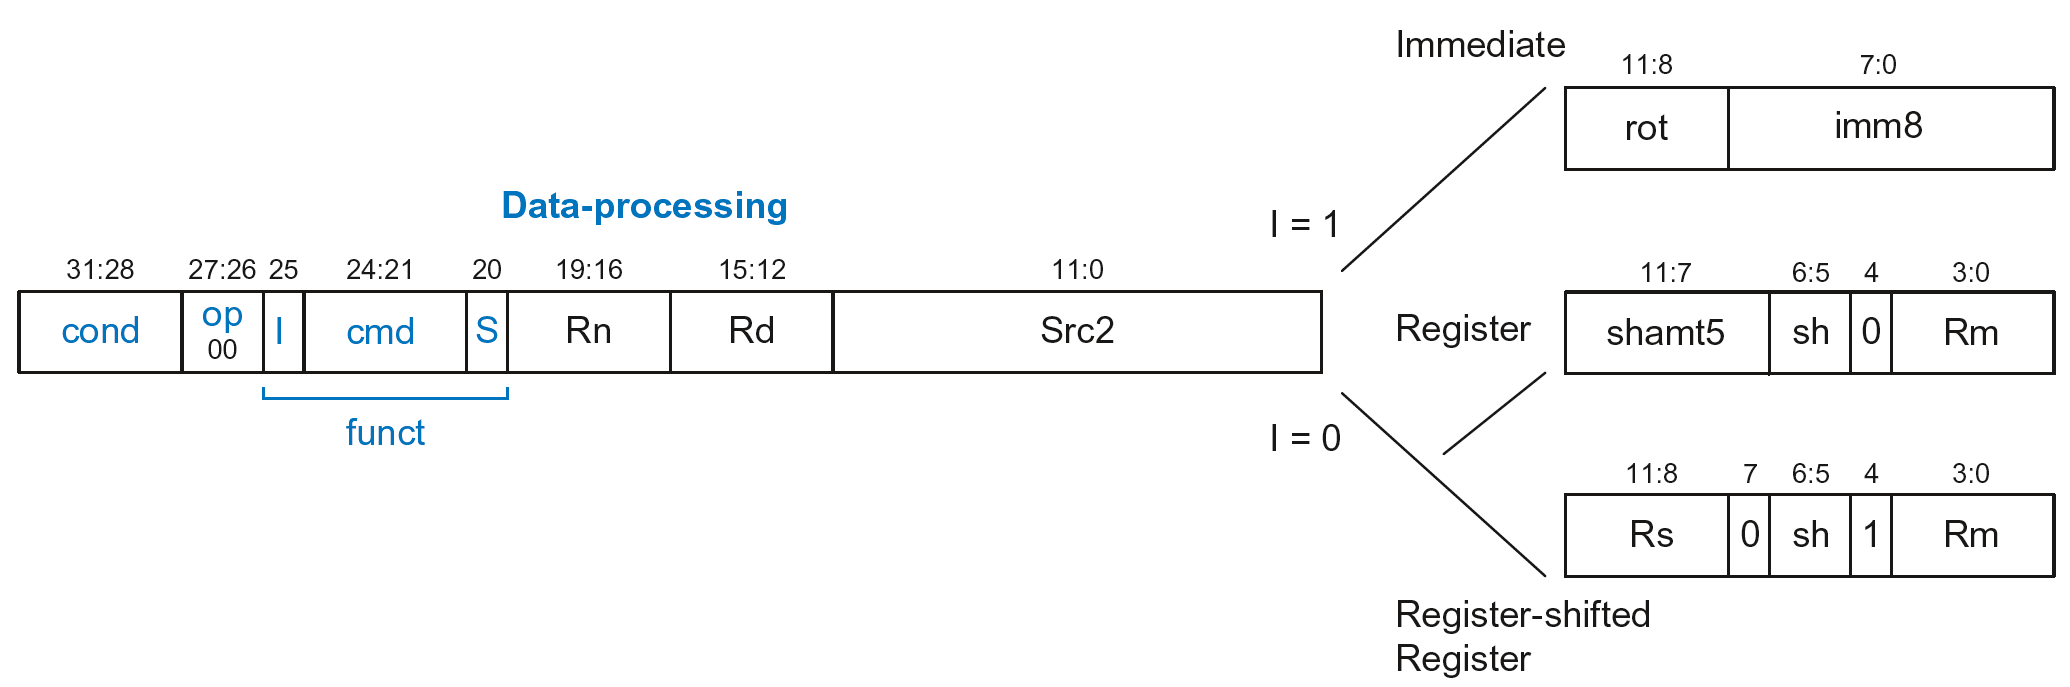 Immediate
11:8 7:0
rot imm8
Data-processing
I = 1
31:28 27:26 25 24:21 20 19:16 15:12 11:0
cond op 00 I cmd S Rn Rd Src2
funct
Register
11:7 6:5 4 3:0
shamt5 sh 0 Rm
I = 0
11:8 7 6:5 4 3:0
Rs 0 sh 1 Rm
Register-shifted
Register